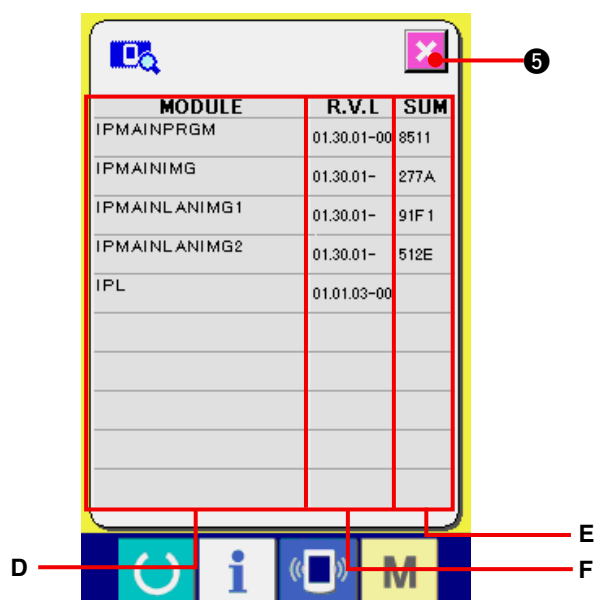 ❺
MODULE R.V.L SUM
IPMAINPRGM 01.30.01-00 8511
IPMAINIMG 01.30.01- 277A
IPMAINLANIMG1 01.30.01- 91F1
IPMAINLANIMG2 01.30.01- 512E
IPL 01.01.03-00
E
D i M F